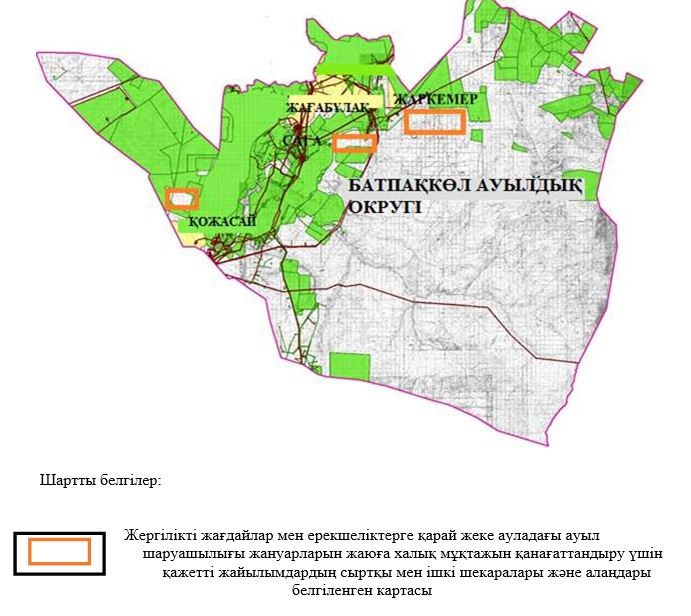 ЖАҒАБҰЛАҚ
ЖАРКЕМЕР
САҒА
БАТПАҚКӨЛ АУЫЛДЫҚ
ОКРУГІ
ҚОЖАСАЙ
Шартты белгілер:
Жергілікті жағдайлар мен ерекшеліктерге қарай жеке ауладағы ауыл
шаруашылығы жануарларын жаюға халық мұқтажын қанағаттандыру үшін
қажетті жайылымдардың сыртқы мен ішкі шекаралары және алаңдары
белгіленген картасы